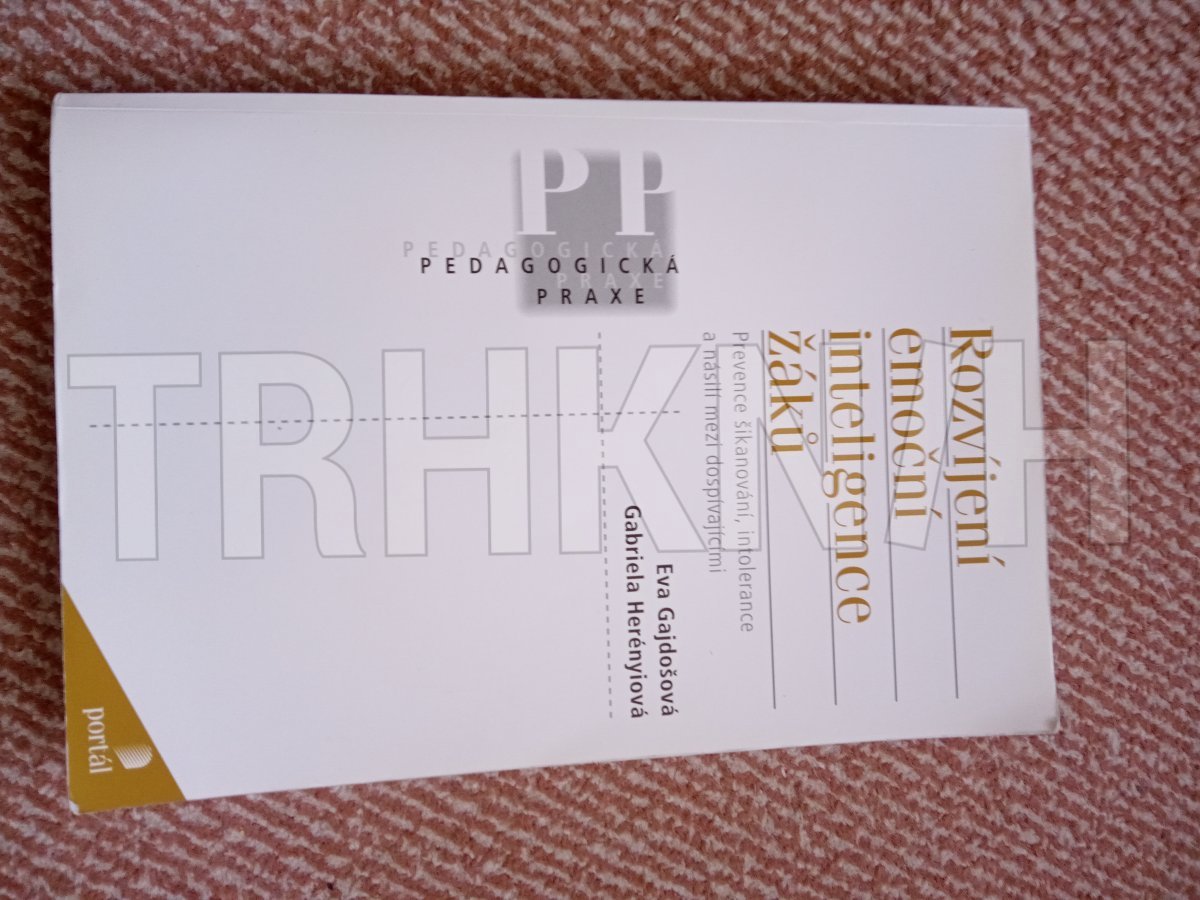 Rozvíjení
emoční
inteligence
žáků
Prevence šikanování, intolerance
a násilí mezi dospívajícími
Eva Gajdošová
Gabriela Herényiová
PP
PEDAGOGICKÁ
PRAXE
PEDAGOGICKÁ
PRAXE
portál
TRHKNIH